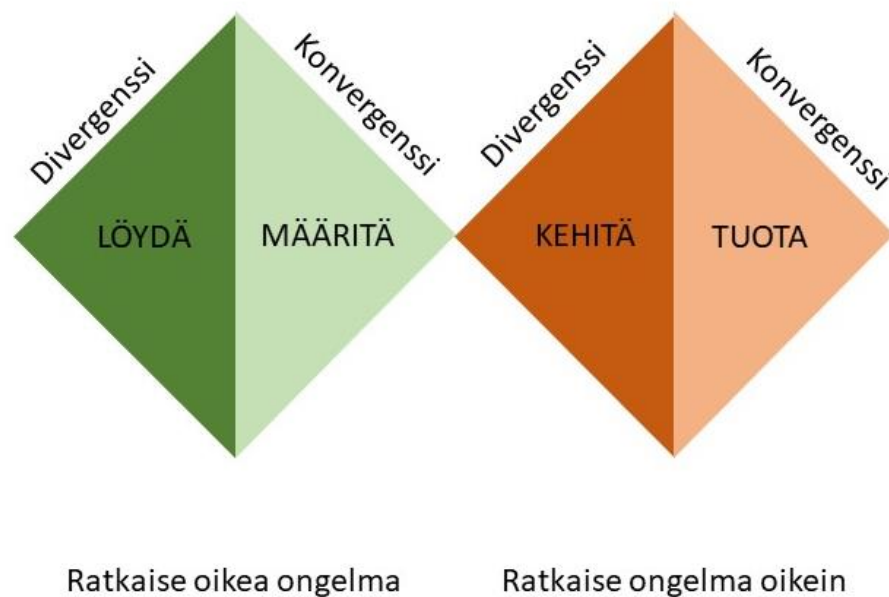 Divergenssi
Konvergenssi
Divergenssi
Konvergenssi
LÖYDÄ
MÄÄRITÄ
KEHITÄ
TUOTA
Ratkaise oikea ongelma
Ratkaise ongelma oikein